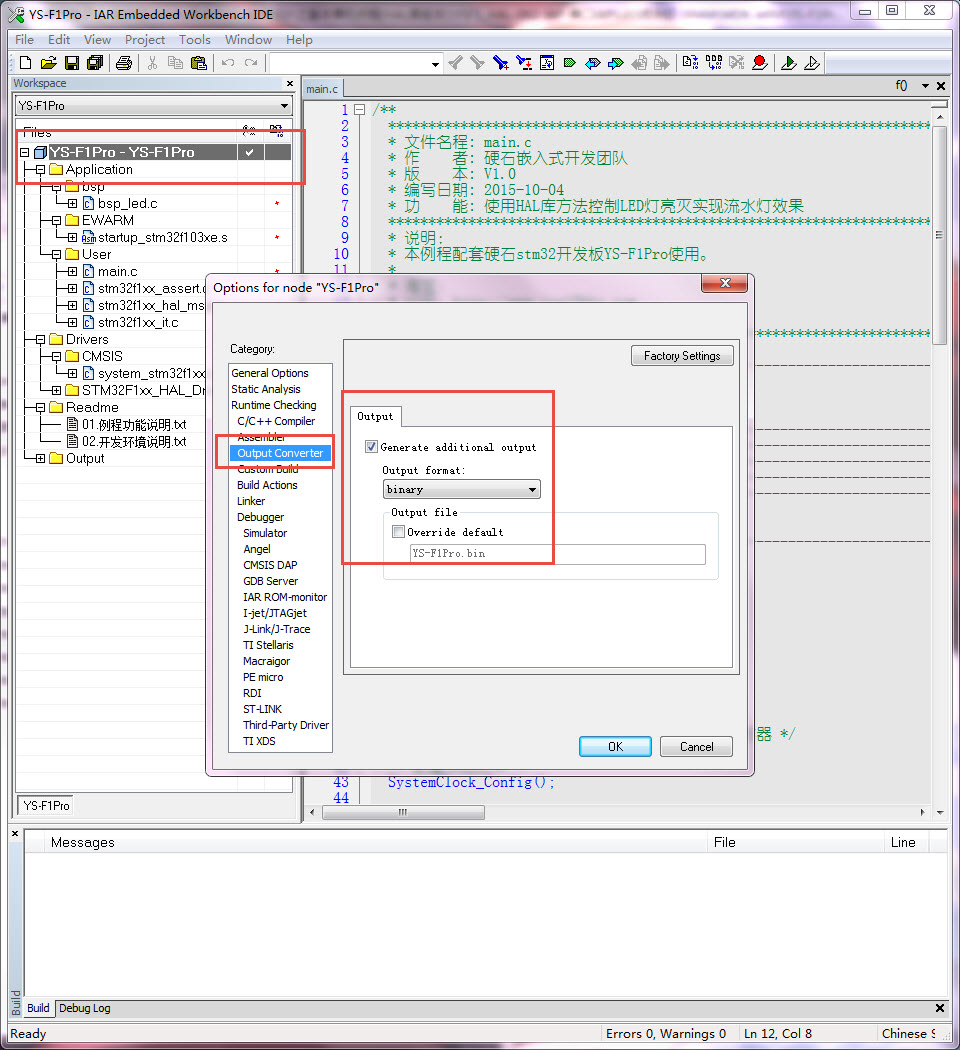 YS-F1Pro - IAR Embedded Workbench IDE
File Edit View Project Tools Window Help
Workspace
YS-F1Pro
Files
YS-F1Pro - YS-F1Pro
Application
bsp
bsp_led.c
EWARM
startup_stm32f103xe.s
User
main.c
stm32f1xx_assert.c
stm32f1xx_hal_ms
stm32f1xx_it.c
Drivers
CMSIS
system_stm32f1xx
STM32F1xx_HAL_Dr
Readme
01.例程功能说明.txt
02.开发环境说明.txt
Output
YS-F1Pro
main.c
f()
1 /**
2 ******************************************************************************
3 * 文件名程: main.c
4 * 作 者: 硬石嵌入式开发团队
5 * 版 本: V1.0
6 * 编写日期: 2015-10-04
7 * 功 能: 使用HAL库方法控制LED灯亮灭实现流水灯效果
8 ******************************************************************************
9 * 说明:
10 * 本例程配套硬石stm32开发板YS-F1Pro使用。
11 *
器 */
43 SystemClock_Config();
44
Options for node "YS-F1Pro"
Category:
General Options
Static Analysis
Runtime Checking
C/C++ Compiler
Assembler
Output Converter
Custom Build
Build Actions
Linker
Debugger
Simulator
Angel
CMSIS DAP
GDB Server
IAR ROM-monitor
I-jet/JTAGjet
J-Link/J-Trace
TI Stellaris
Macraigor
PE micro
RDI
ST-LINK
Third-Party Driver
TI XDS
Factory Settings
Output
Generate additional output
Output format:
binary
Output file
Override default
YS-F1Pro.bin
OK
Cancel
Messages File Line
Build
Build Debug Log
Ready Errors 0, Warnings 0 Ln 12, Col 8 Chinese S